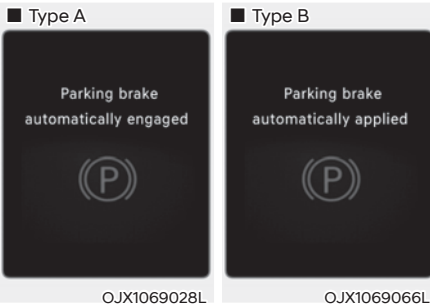 ■ Type A
Parking brake
automatically engaged
P
OJX1069028L
■ Type B
Parking brake
automatically applied
P
OJX1069066L